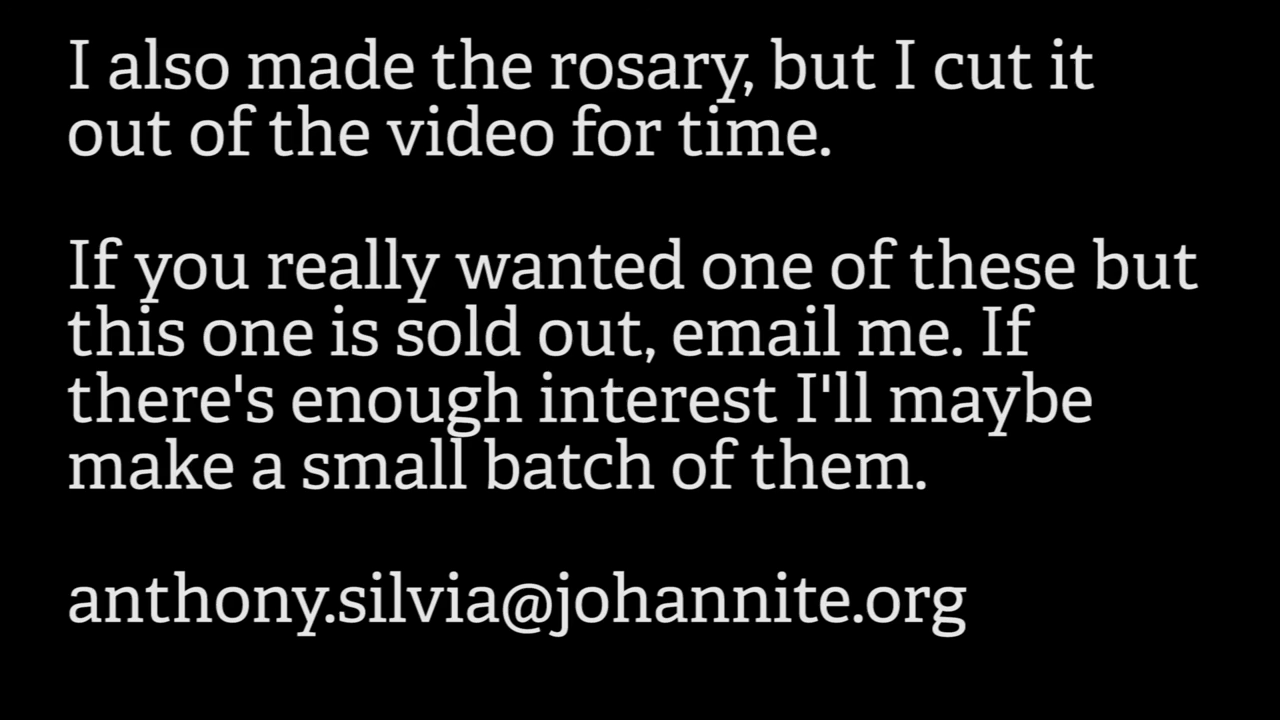 I also made the rosary, but I cut it
out of the video for time.
If you really wanted one of these but
this one is sold out, email me. If
there's enough interest I'll maybe
make a small batch of them.
anthony.silvia@johannite.org